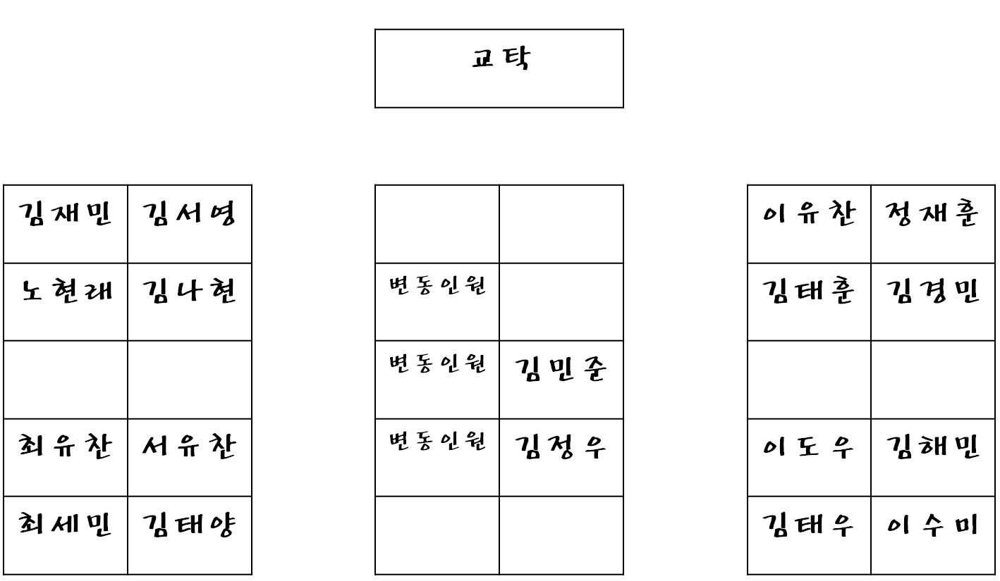 교탁
김재민 김서영 이유찬 정재훈
노현래 김나현 변동인원 김태훈 김경민
변동인원 김민준
최유찬 서유찬 변동인원 김정우 이도우 김해민
최세민 김태양 김태우 이수미